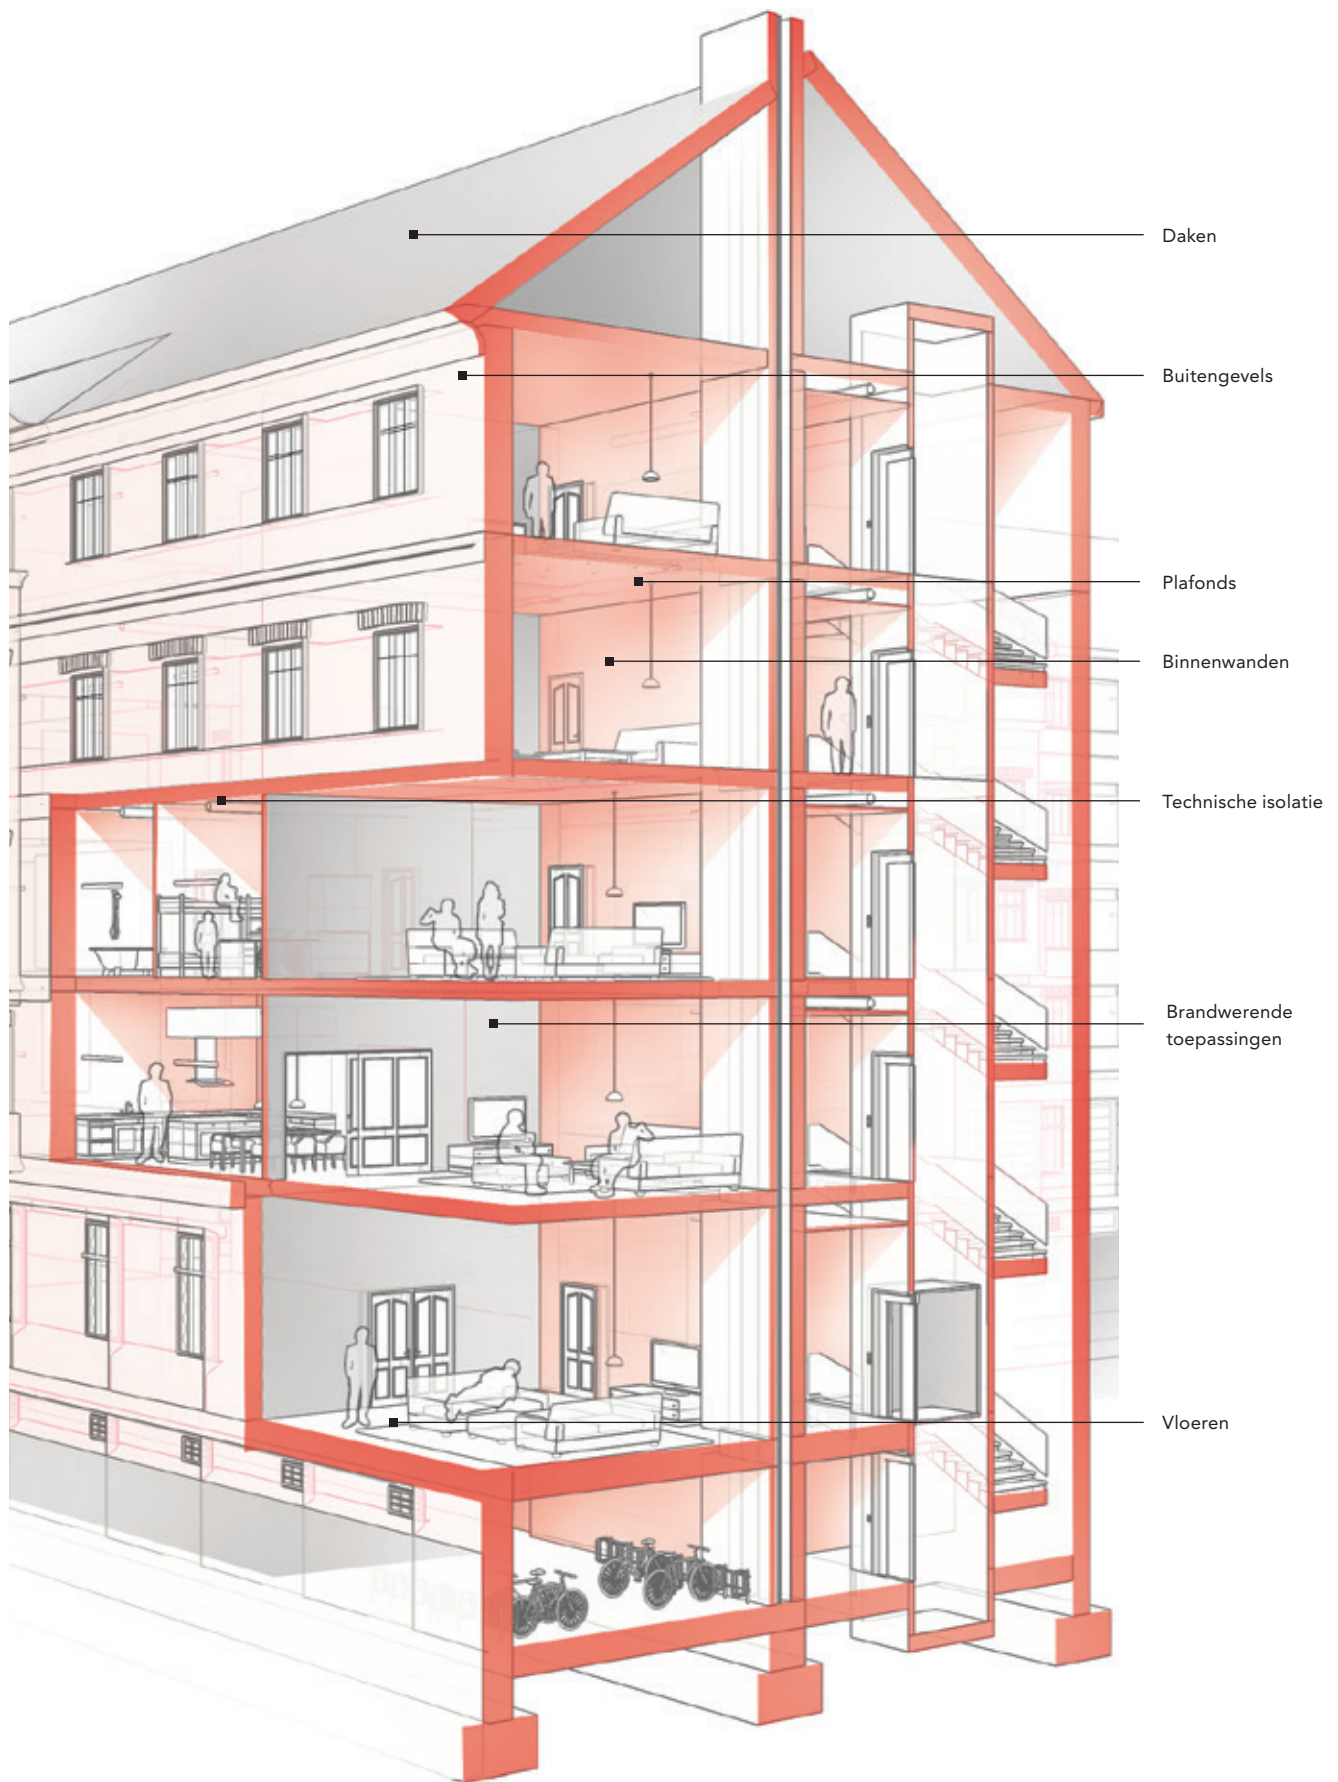 Daken
Buitengevels
Plafonds
Binnenwanden
Technische isolatie
Brandwerende
toepassingen
Vloeren